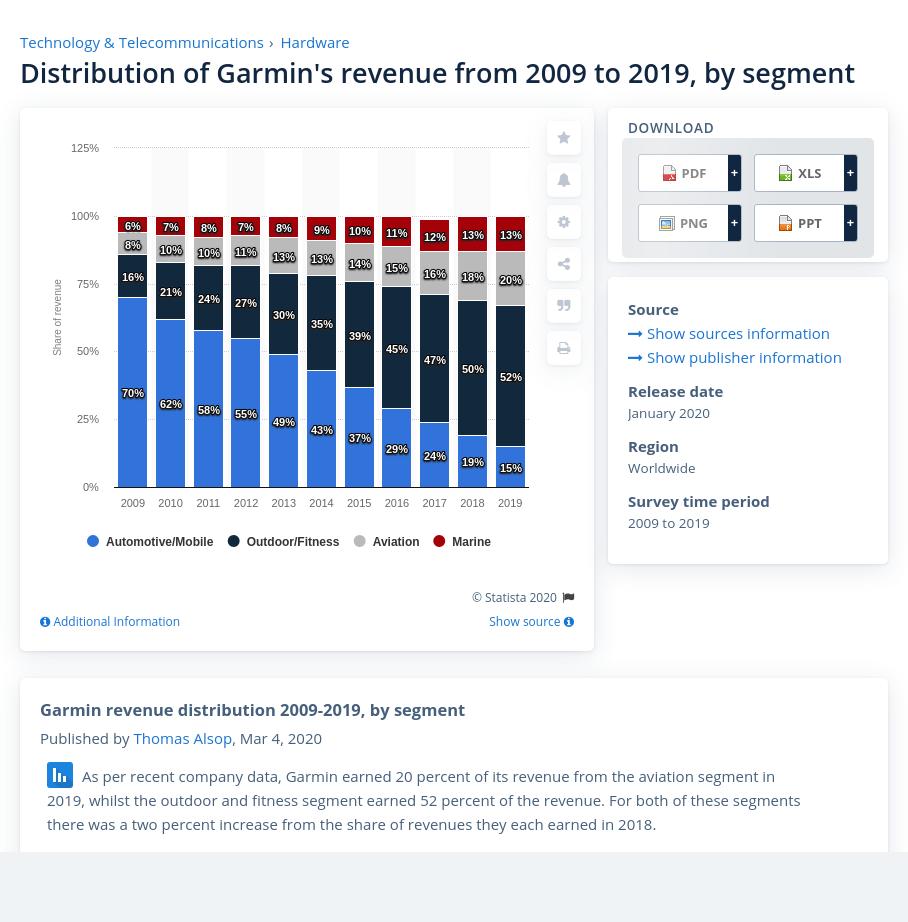 Technology & Telecommunications › Hardware
Distribution of Garmin's revenue from 2009 to 2019, by segment
125%
100%
75%
50%
25%
0%
Share of revenue
6% 7% 8% 7% 8% 9% 10% 11% 12% 13% 13%
8% 10% 10% 11% 13% 13% 14% 15% 16% 18% 20%
16% 21% 24% 27% 30% 35% 39% 45% 47% 50% 52%
70% 62% 58% 55% 49% 43% 37% 29% 24% 19% 15%
2009 2010 2011 2012 2013 2014 2015 2016 2017 2018 2019
Automotive/Mobile Outdoor/Fitness Aviation Marine
© Statista 2020
Additional Information
Show source
DOWNLOAD
PDF + XLS +
PNG + PPT +
Source
Show sources information
Show publisher information
Release date
January 2020
Region
Worldwide
Survey time period
2009 to 2019
Garmin revenue distribution 2009-2019, by segment
Published by Thomas Alsop, Mar 4, 2020
As per recent company data, Garmin earned 20 percent of its revenue from the aviation segment in
2019, whilst the outdoor and fitness segment earned 52 percent of the revenue. For both of these segments
there was a two percent increase from the share of revenues they each earned in 2018.